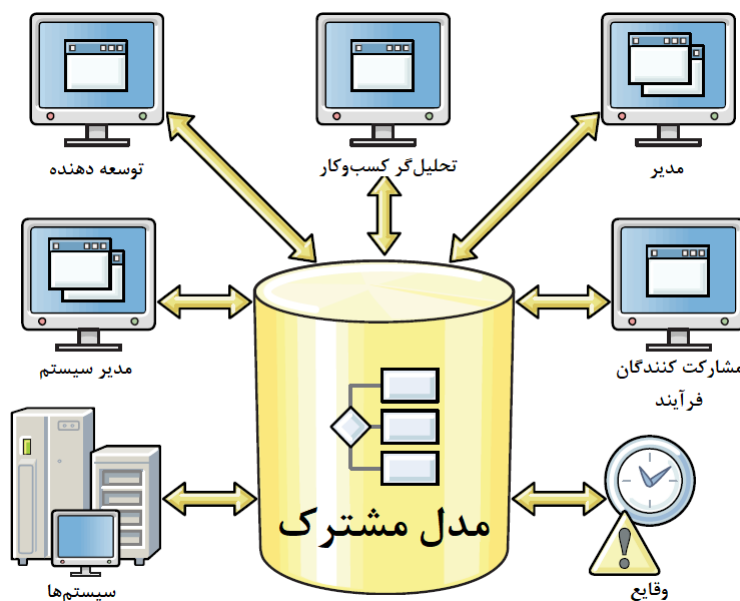 مدیر
تحلیل‌گر کسب‌وکار
توسعه دهنده
مشارکت کنندگان
فرآیند
مدیر سیستم
مدل مشترک
وقایع
سیستم‌ها